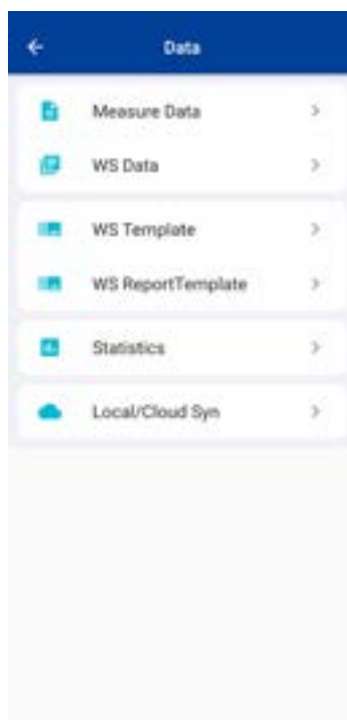 Data
Measure Data
WS Data
WS Template
WS ReportTemplate
Statistics
Local/Cloud Syn